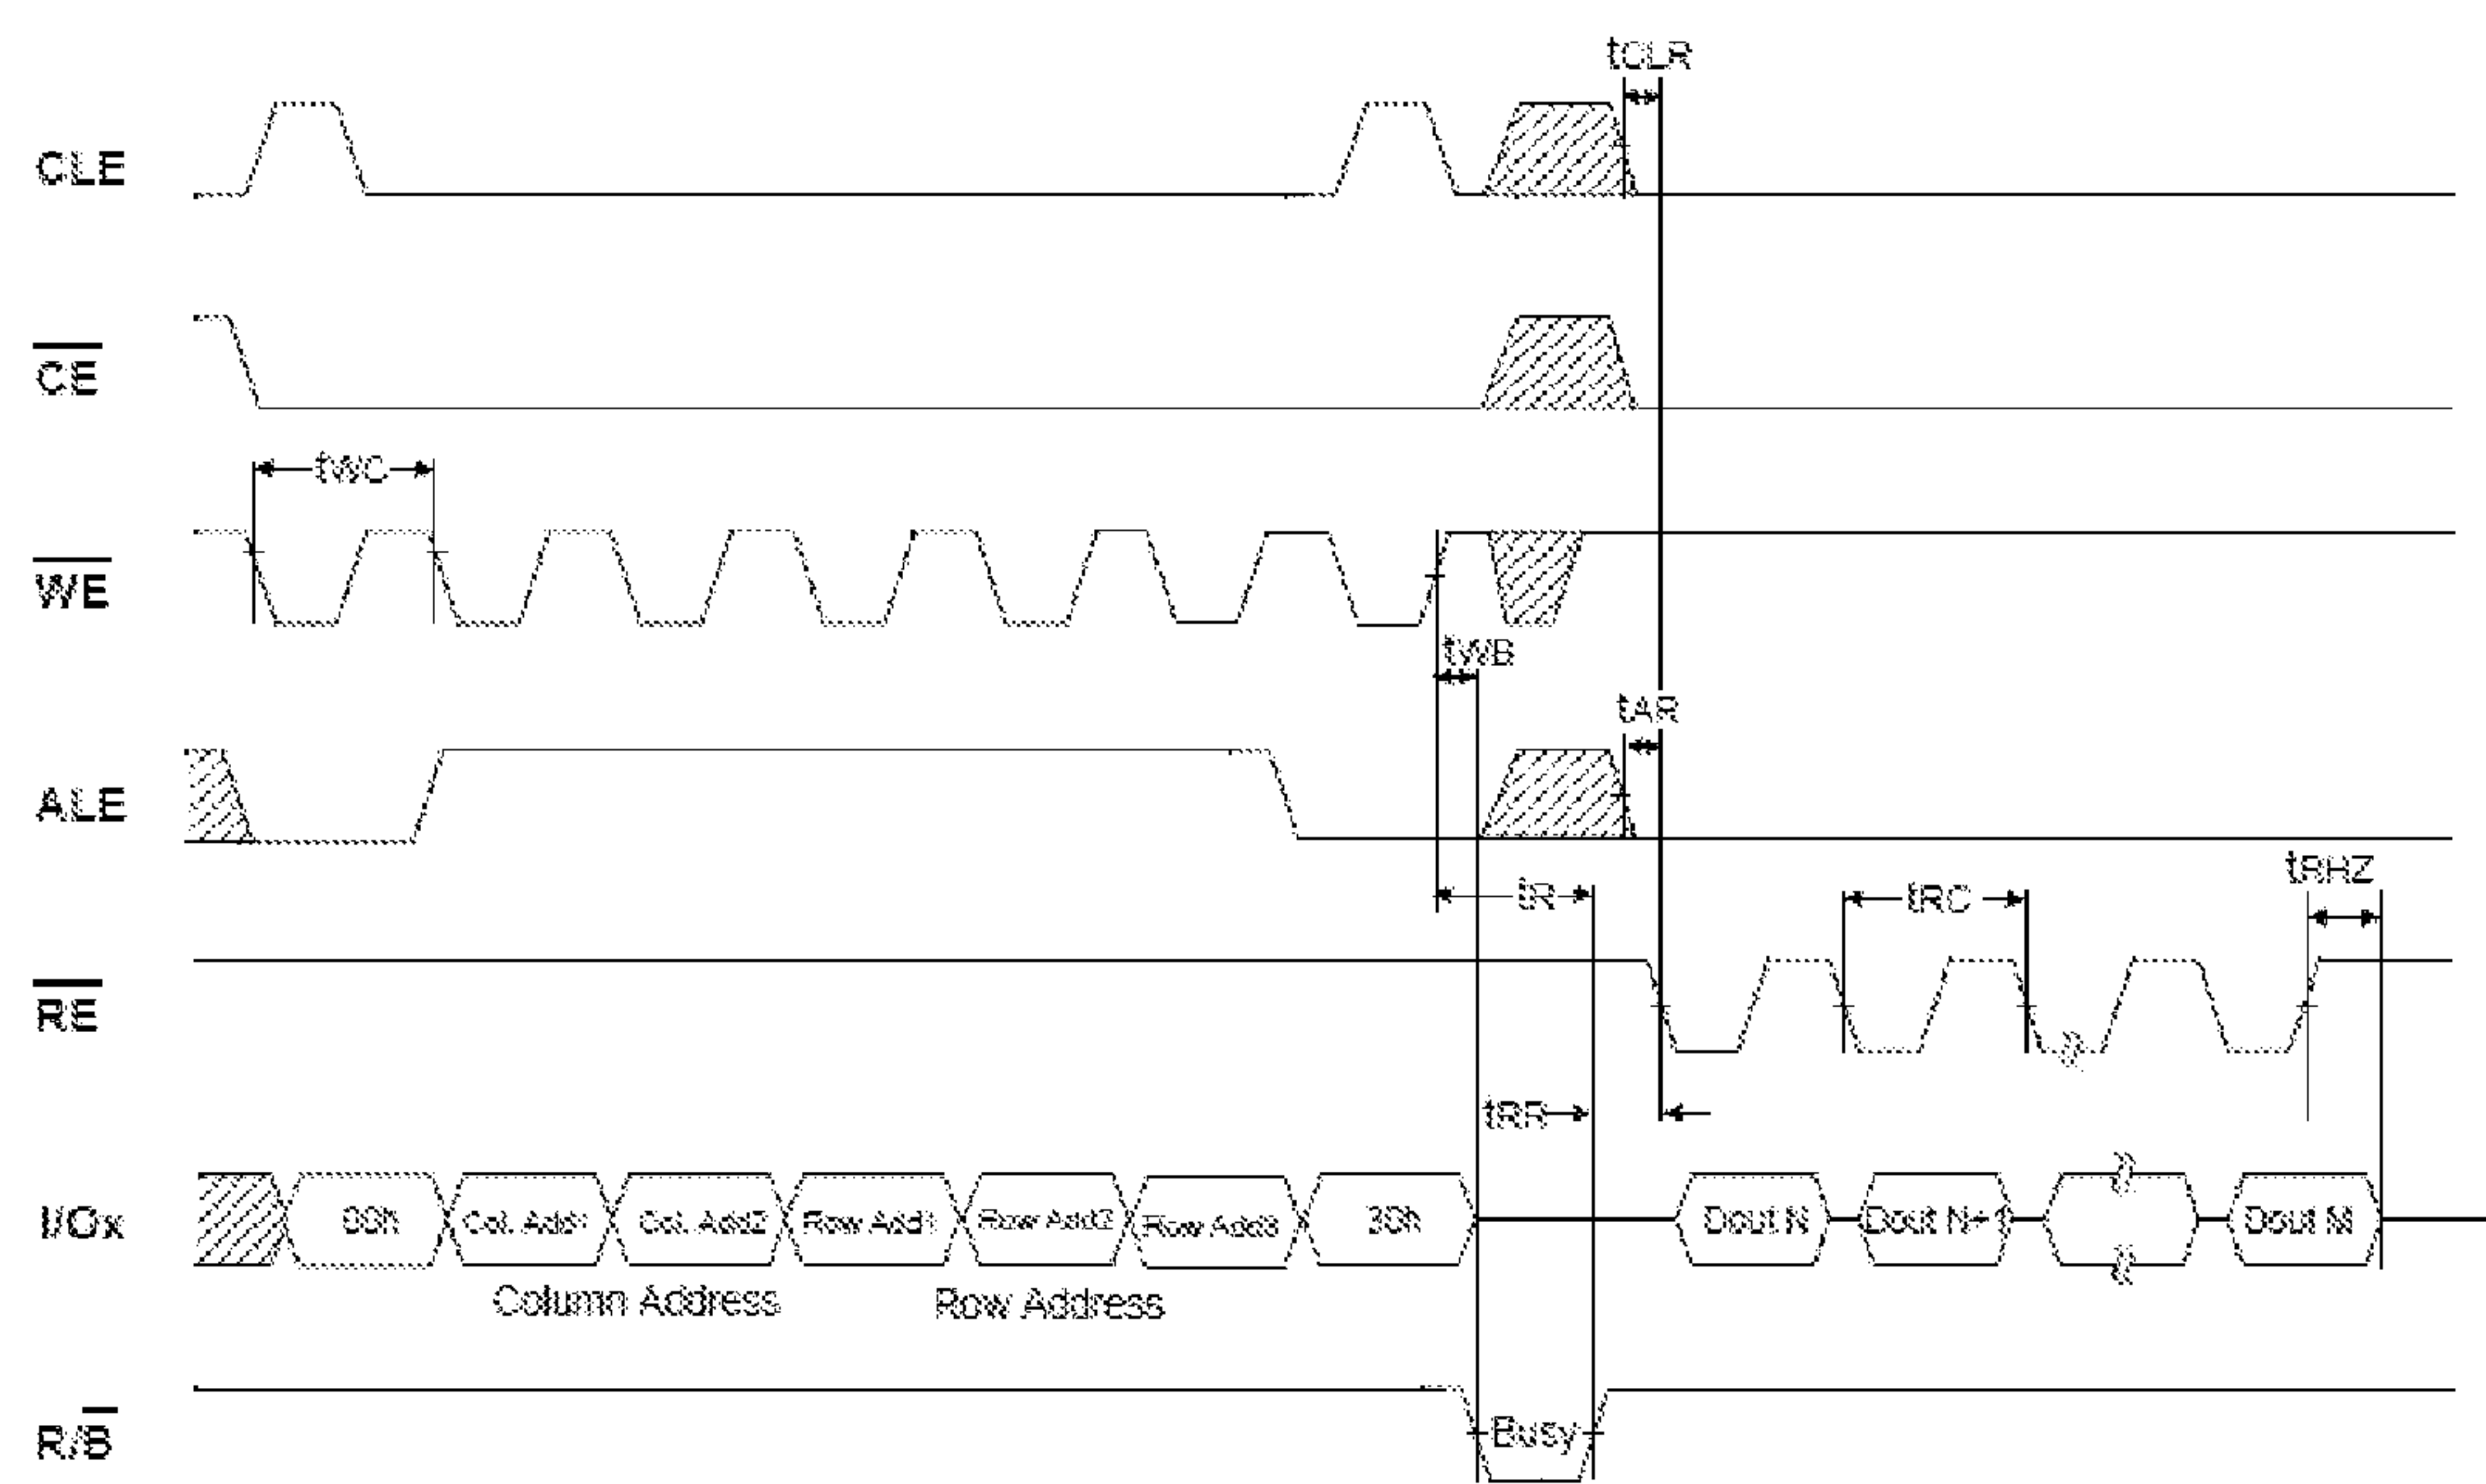 tCLR
CLE
CE
tWC
WE
tWB
tAR
ALE
tRHZ
tR
tRC
RE
tRR
I/Ox
00h
Col. Add1
Col. Add2
Row Add1
Row Add2
Row Add3
30h
Dout N
Dout N+1
Dout M
Column Address
Row Address
R/B
Busy